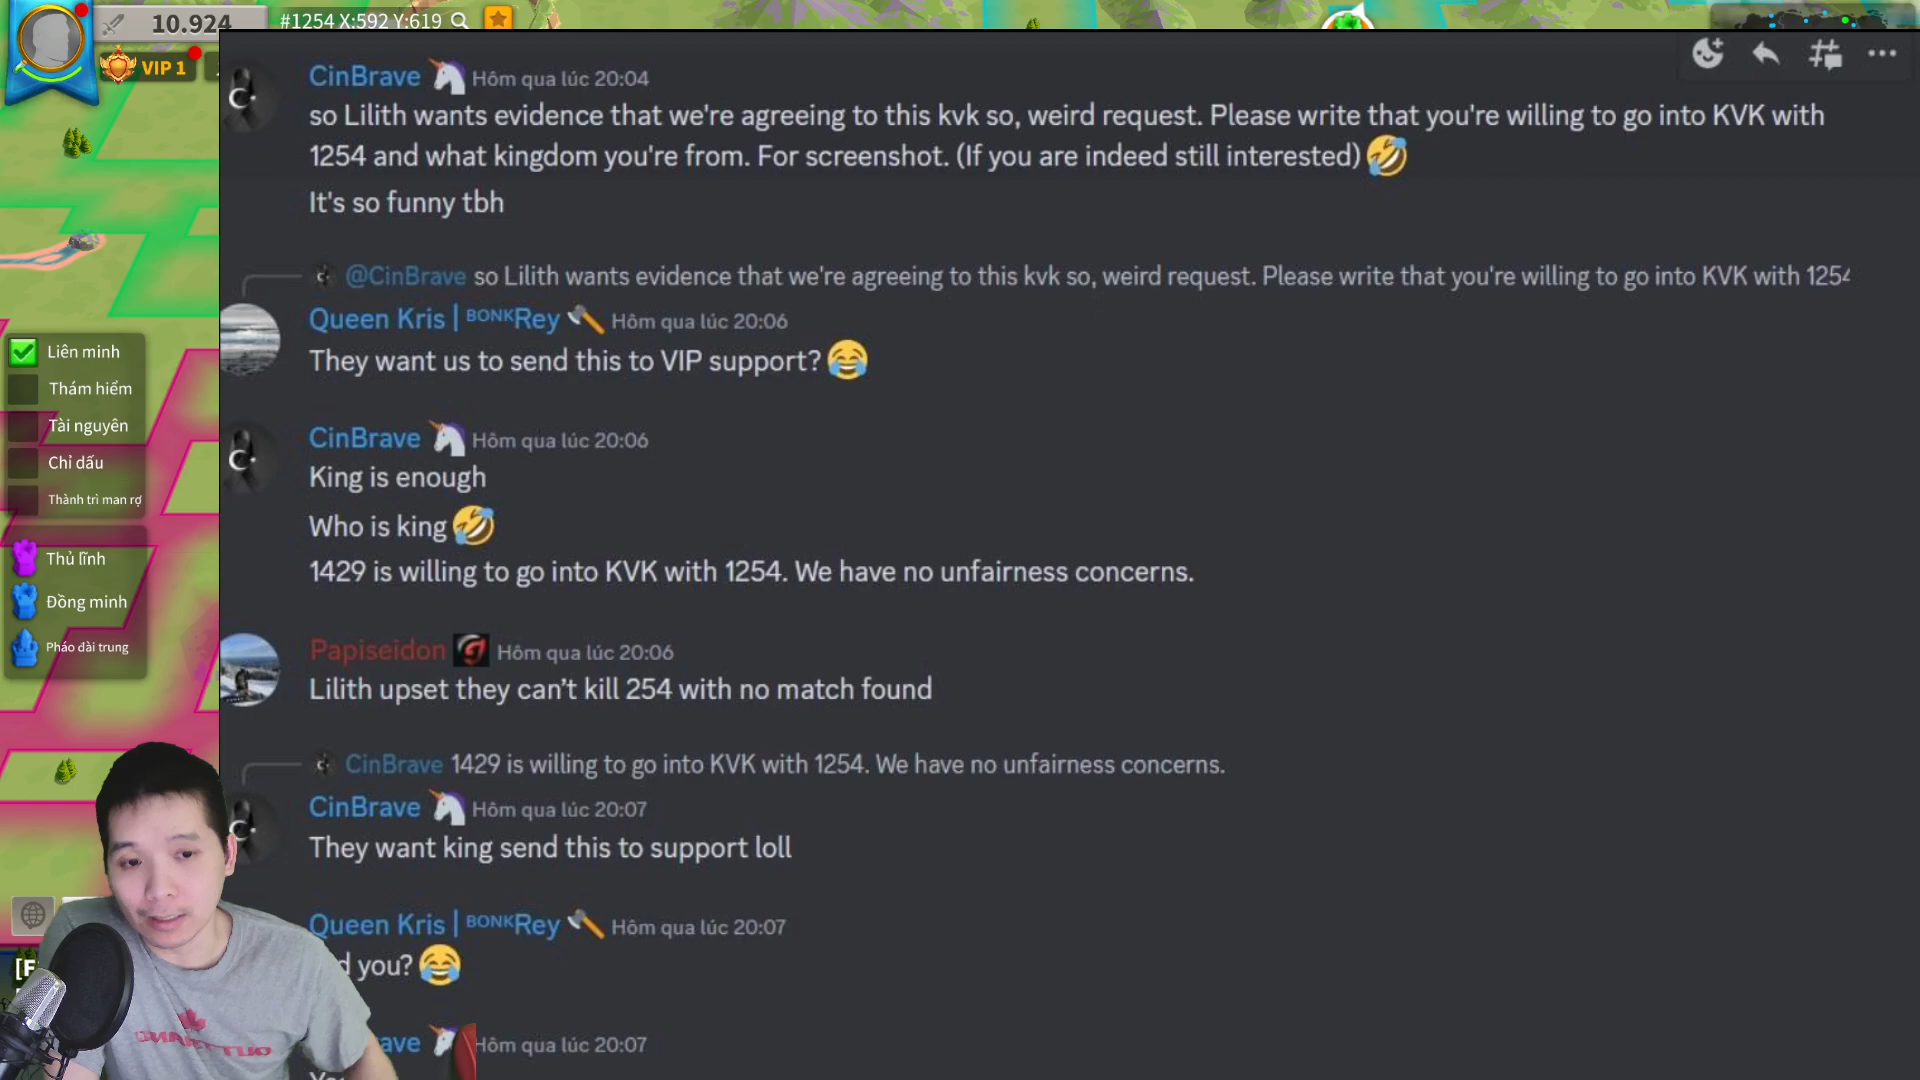 10.924
#1254 X:592 Y:619
VIP 1
CinBrave Hôm qua lúc 20:04
so Lilith wants evidence that we're agreeing to this kvk so, weird request. Please write that you're willing to go into KVK with
1254 and what kingdom you're from. For screenshot. (If you are indeed still interested) 🤣
It's so funny tbh
@CinBrave so Lilith wants evidence that we're agreeing to this kvk so, weird request. Please write that you're willing to go into KVK with 1254
Queen Kris | ᴮᴼᴺᴷRey 🪓 Hôm qua lúc 20:06
They want us to send this to VIP support? 😂
Liên minh
Thám hiểm
Tài nguyên
Chỉ dấu
Thành trì man rợ
Thủ lĩnh
Đồng minh
Pháo đài trung
CinBrave Hôm qua lúc 20:06
King is enough
Who is king 🤣
1429 is willing to go into KVK with 1254. We have no unfairness concerns.
Papiseidon Hôm qua lúc 20:06
Lilith upset they can't kill 254 with no match found
CinBrave 1429 is willing to go into KVK with 1254. We have no unfairness concerns.
CinBrave Hôm qua lúc 20:07
They want king send this to support loll
Queen Kris | ᴮᴼᴺᴷRey 🪓 Hôm qua lúc 20:07
you? 😂
Hôm qua lúc 20:07